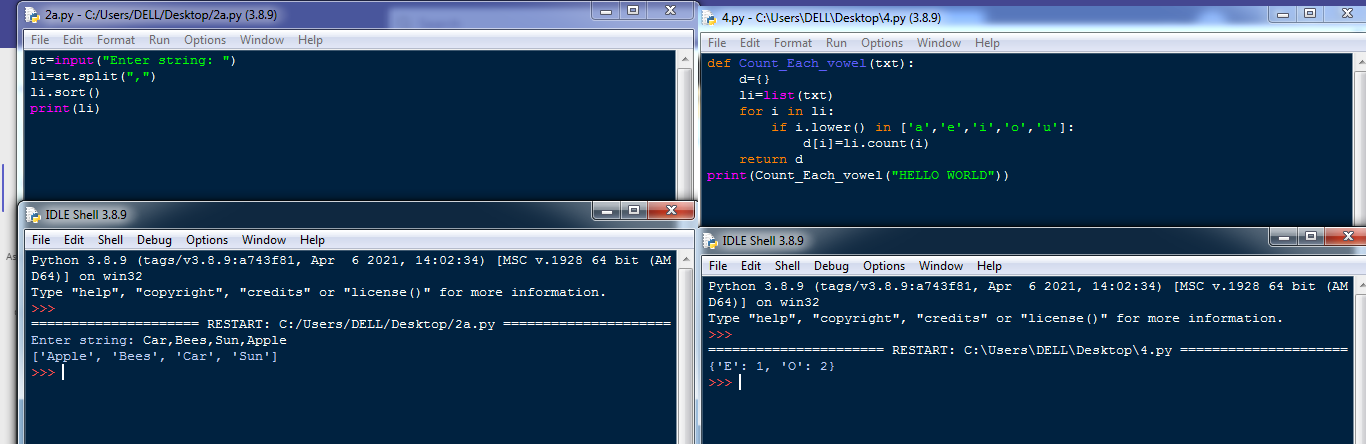 2a.py - C:/Users/DELL/Desktop/2a.py (3.8.9)
File Edit Format Run Options Window Help
st=input("Enter string: ")
li=st.split(",")
li.sort()
print(li)
IDLE Shell 3.8.9
File Edit Shell Debug Options Window Help
Python 3.8.9 (tags/v3.8.9:a743f81, Apr  6 2021, 14:02:34) [MSC v.1928 64 bit (AM
D64)] on win32
Type "help", "copyright", "credits" or "license()" for more information.
>>>
===================== RESTART: C:/Users/DELL/Desktop/2a.py =====================
Enter string: Car,Bees,Sun,Apple
['Apple', 'Bees', 'Car', 'Sun']
>>>
4.py - C:\Users\DELL\Desktop\4.py (3.8.9)
File Edit Format Run Options Window Help
def Count_Each_vowel(txt):
    d={}
    li=list(txt)
    for i in li:
        if i.lower() in ['a','e','i','o','u']:
            d[i]=li.count(i)
    return d
print(Count_Each_vowel("HELLO WORLD"))
IDLE Shell 3.8.9
File Edit Shell Debug Options Window Help
Python 3.8.9 (tags/v3.8.9:a743f81, Apr  6 2021, 14:02:34) [MSC v.1928 64 bit (AM
D64)] on win32
Type "help", "copyright", "credits" or "license()" for more information.
>>>
====================== RESTART: C:\Users\DELL\Desktop\4.py =====================
{'E': 1, 'O': 2}
>>>